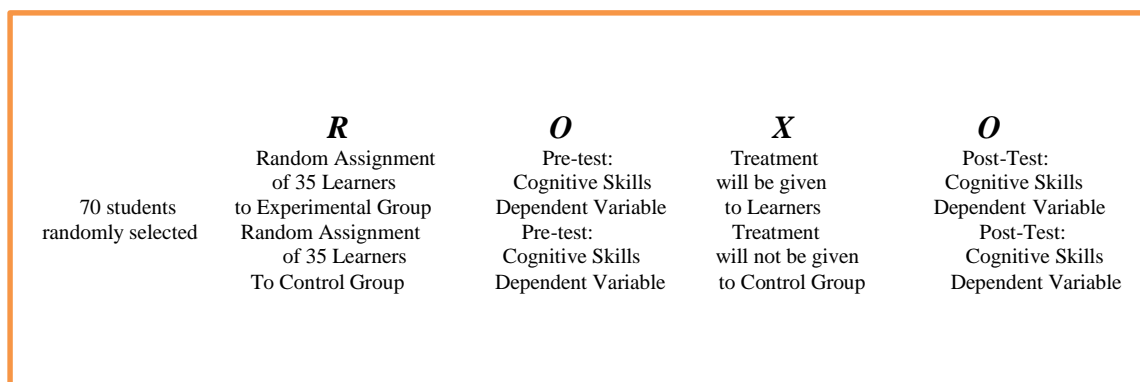 R O X O
Random Assignment Pre-test: Treatment Post-Test:
of 35 Learners Cognitive Skills will be given Cognitive Skills
70 students to Experimental Group Dependent Variable to Learners Dependent Variable
randomly selected Random Assignment Pre-test: Treatment Post-Test:
of 35 Learners Cognitive Skills will not be given Cognitive Skills
To Control Group Dependent Variable to Control Group Dependent Variable